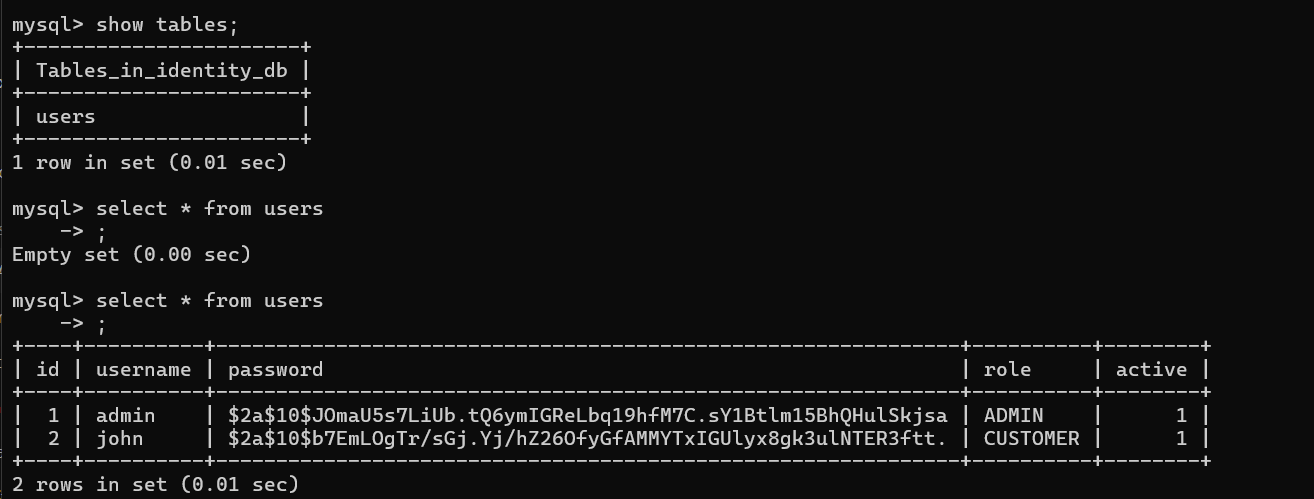 mysql> show tables;
+-----------------------+
| Tables_in_identity_db |
+-----------------------+
| users                 |
+-----------------------+
1 row in set (0.01 sec)

mysql> select * from users
    -> ;
Empty set (0.00 sec)

mysql> select * from users
    -> ;
+----+----------+--------------------------------------------------------------+----------+--------+
| id | username | password                                                     | role     | active |
+----+----------+--------------------------------------------------------------+----------+--------+
|  1 | admin    | $2a$10$JOmaU5s7LiUb.tQ6ymIGReLbq19hfM7C.sY1Btlm15BhQHulSkjsa | ADMIN    |      1 |
|  2 | john     | $2a$10$b7EmLOgTr/sGj.Yj/hZ26OfyGfAMMYTxIGUlyx8gk3ulNTER3ftt. | CUSTOMER |      1 |
+----+----------+--------------------------------------------------------------+----------+--------+
2 rows in set (0.01 sec)